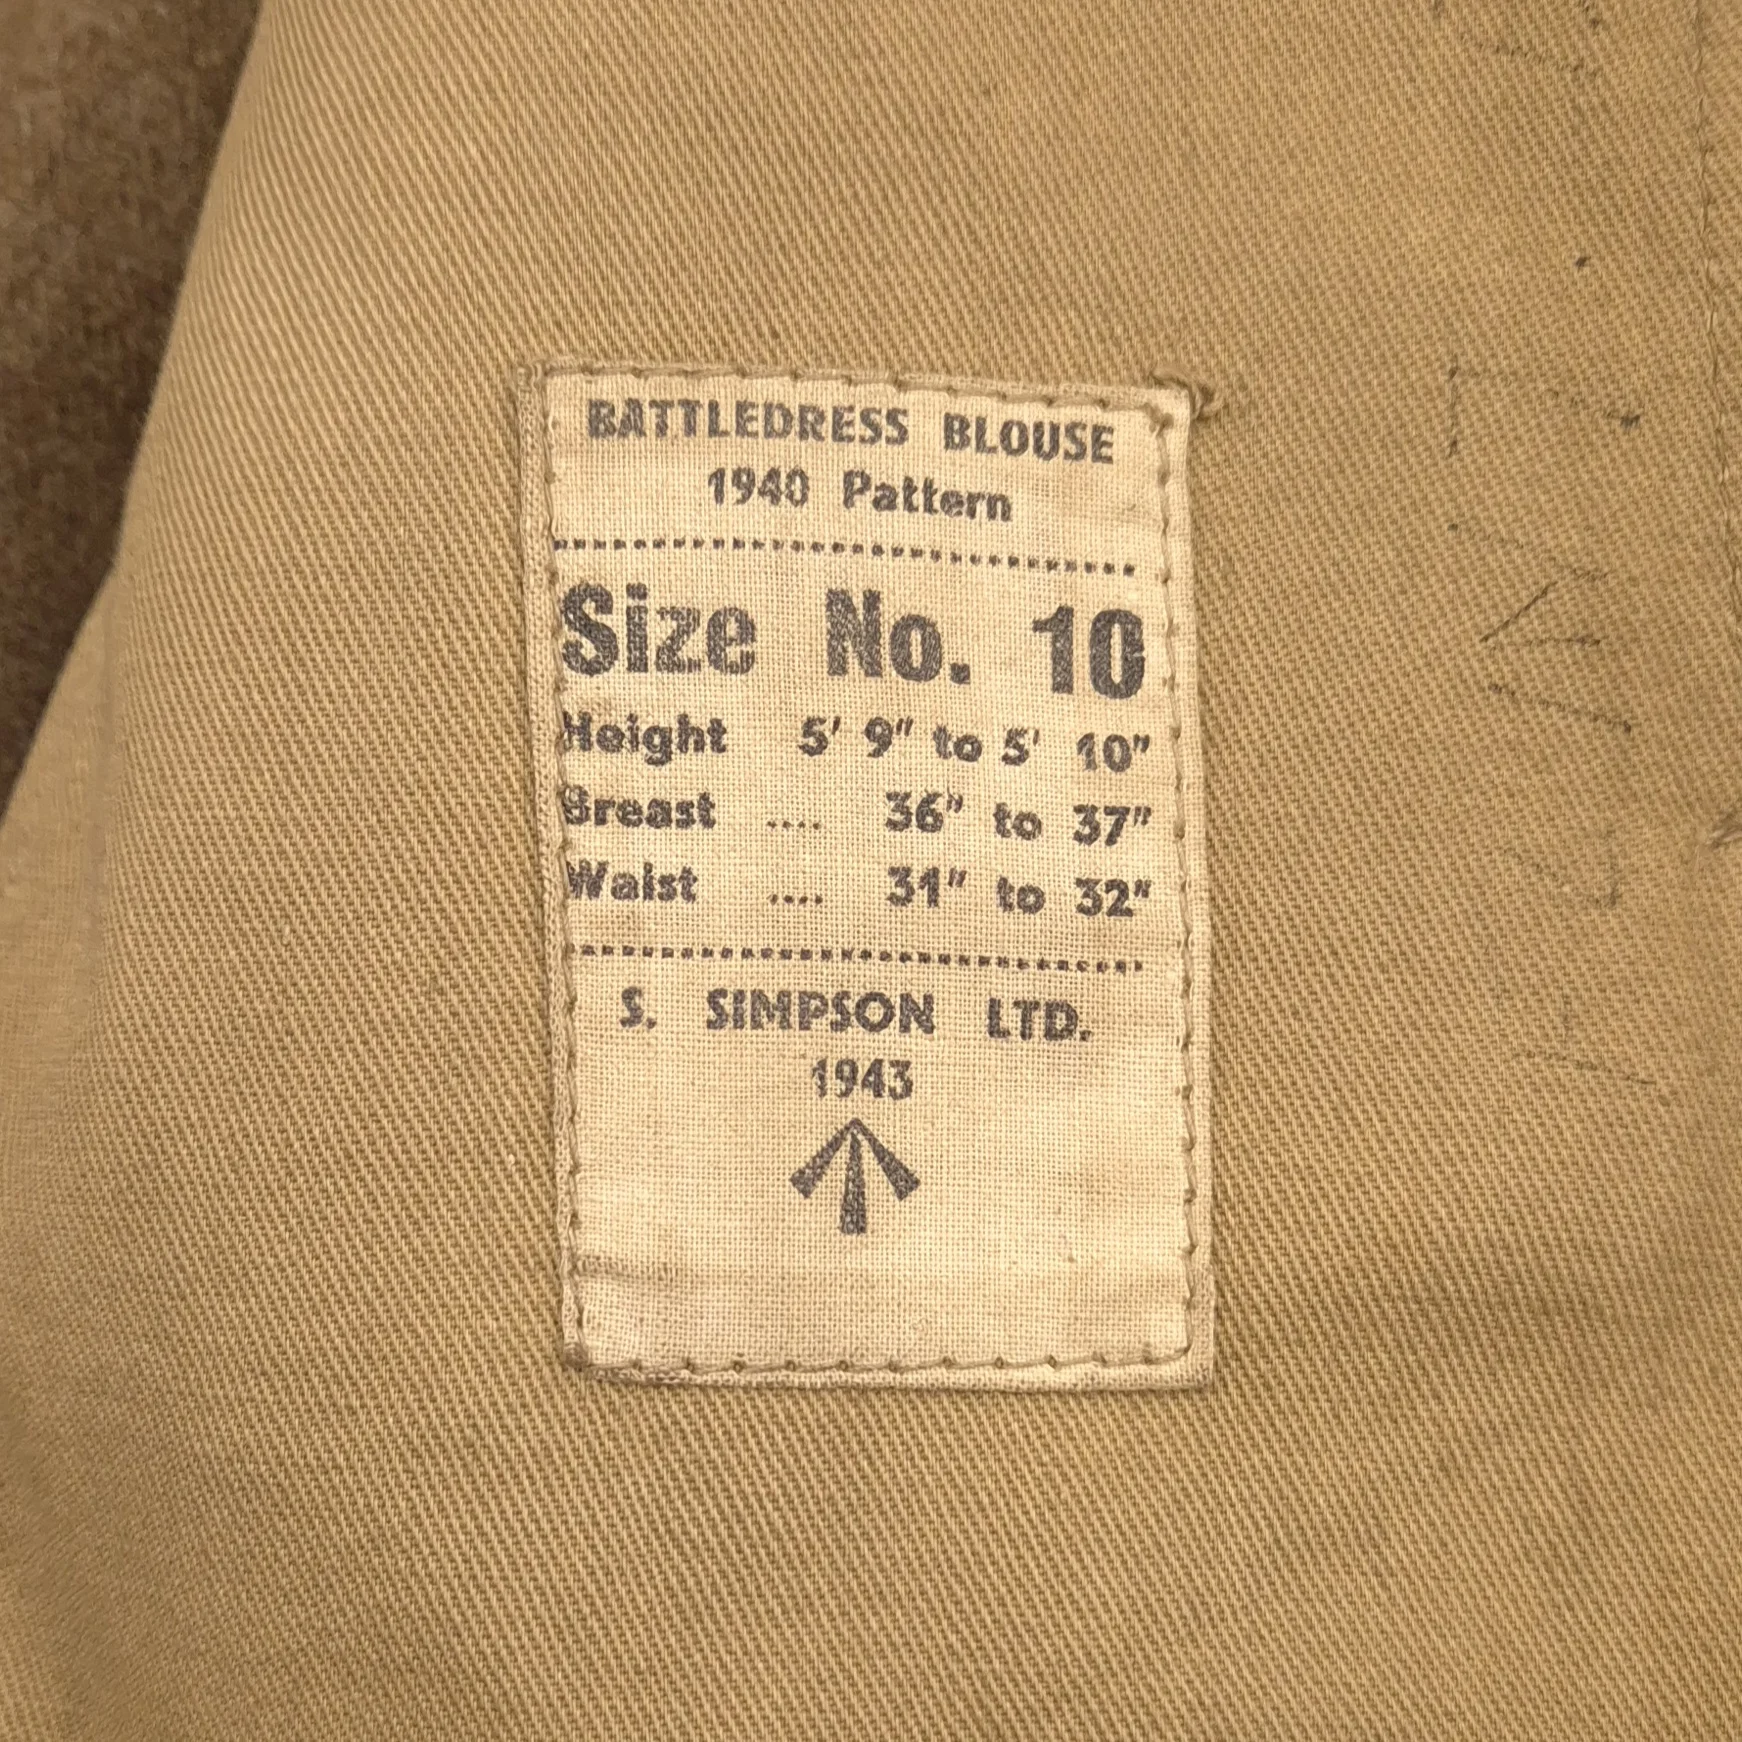 BATTLEDRESS BLOUSE
1940 Pattern
Size No. 10
Height 5' 9" to 5' 10"
Breast .... 36" to 37"
Waist .... 31" to 32"
S. SIMPSON LTD.
1943